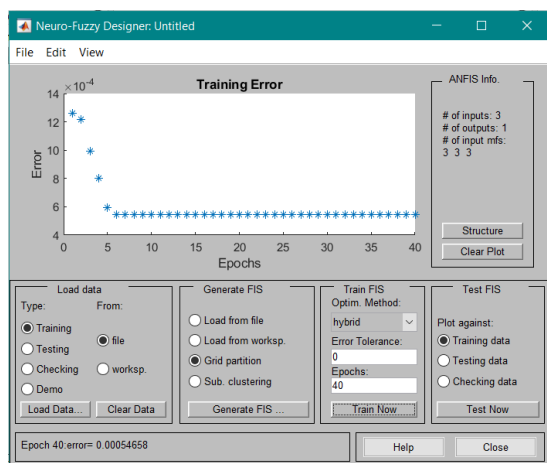 Neuro-Fuzzy Designer: Untitled
File Edit View
Training Error
×10⁻⁴
14
12
10
8
6
4
Error
0 5 10 15 20 25 30 35 40
Epochs
ANFIS Info.
# of inputs: 3
# of outputs: 1
# of input mfs:
3 3 3
Structure
Clear Plot
Load data
Type: From:
Training
Testing
Checking
Demo
file
worksp.
Load Data... Clear Data
Generate FIS
Load from file
Load from worksp.
Grid partition
Sub. clustering
Generate FIS ...
Train FIS
Optim. Method:
hybrid
Error Tolerance:
0
Epochs:
40
Train Now
Test FIS
Plot against:
Training data
Testing data
Checking data
Test Now
Epoch 40:error= 0.00054658
Help Close